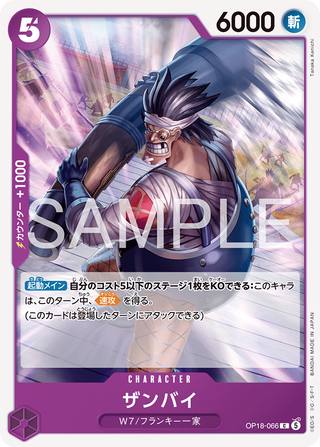 5
6000
斬
Tanaka Kenichi
カウンター +1000
SAMPLE
起動メイン 自分のコスト5以下のステージ1枚をKOできる:このキャラ
は、このターン中、速攻 を得る。
(このカードは登場したターンにアタックできる)
CHARACTER
ザンバイ
W7/フランキー一家
OP18-066 C
BANDAI MADE IN JAPAN